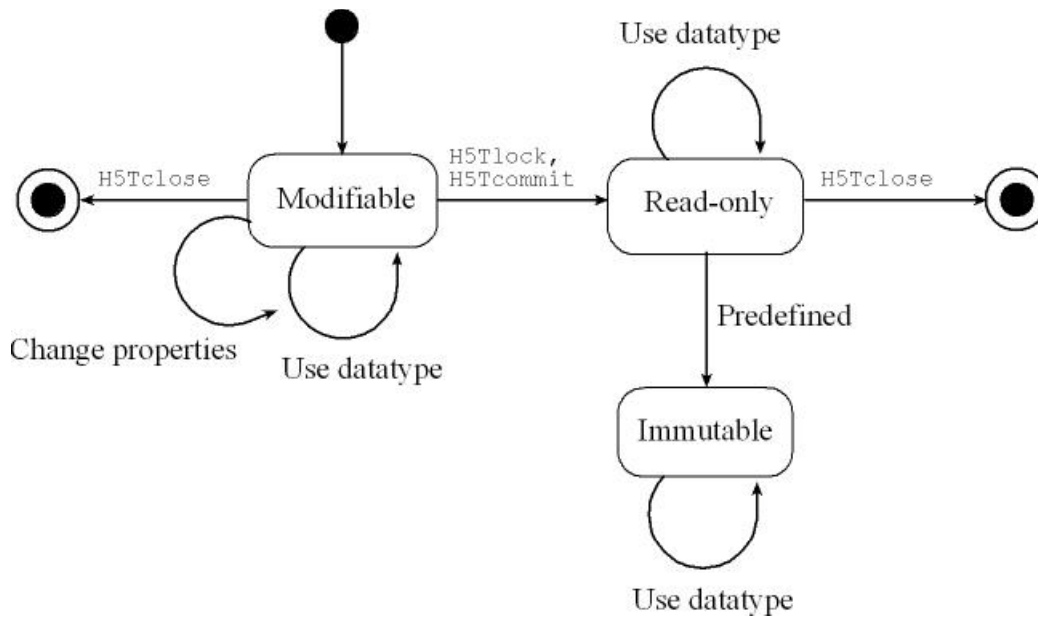 Use datatype
H5Tclose
Modifiable
H5Tlock,
H5Tcommit
Read-only
H5Tclose
Change properties
Use datatype
Predefined
Immutable
Use datatype